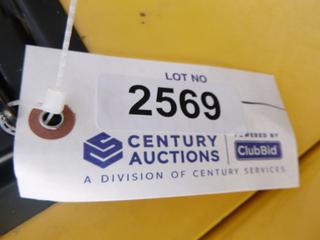 LOT NO
2569
CENTURY AUCTIONS
POWERED BY
ClubBid
A DIVISION OF CENTURY SERVICES